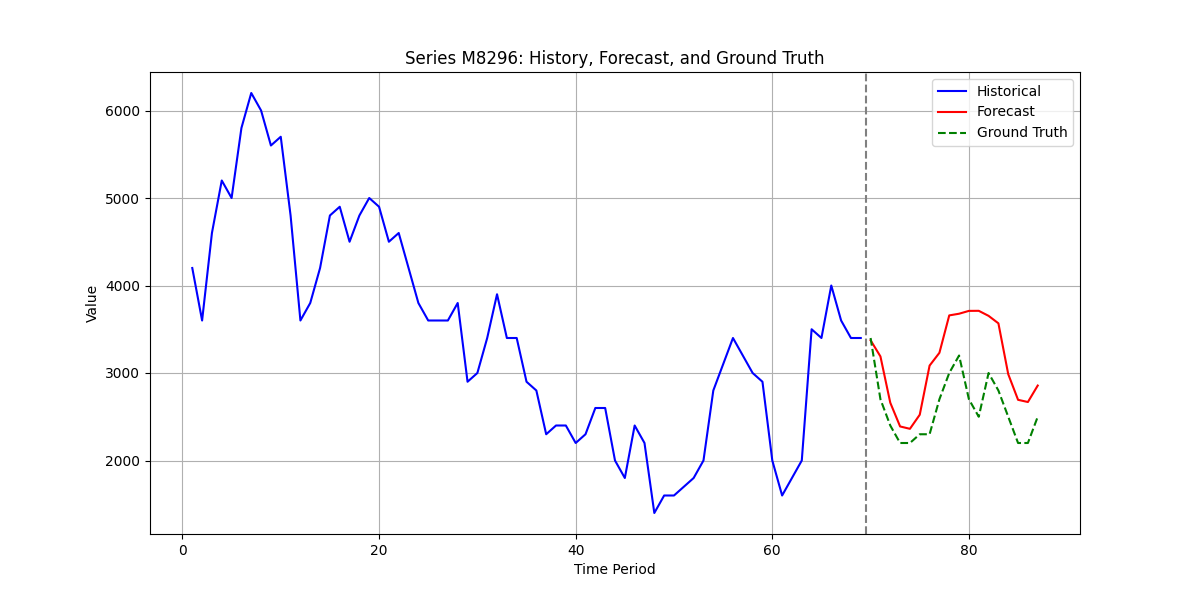 Series M8296: History, Forecast, and Ground Truth
Historical
Forecast
Ground Truth
6000
5000
4000
3000
2000
Value
0 20 40 60 80
Time Period